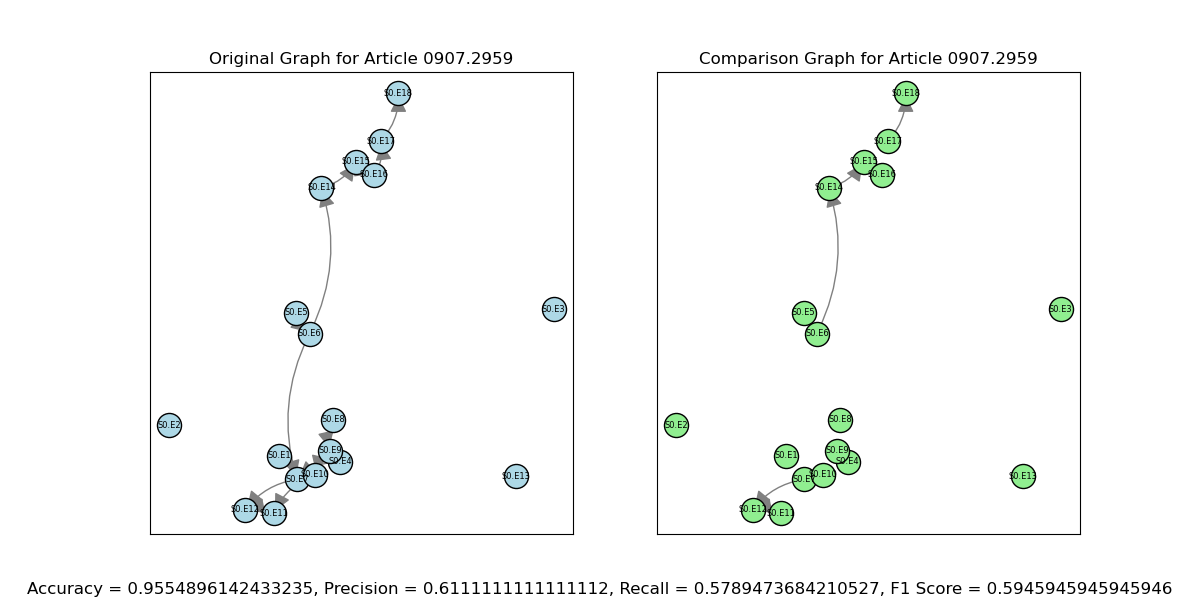 Original Graph for Article 0907.2959
Comparison Graph for Article 0907.2959
S0.E18
S0.E18
S0.E17
S0.E17
S0.E15
S0.E15
S0.E16
S0.E16
S0.E14
S0.E14
S0.E3
S0.E3
S0.E5
S0.E5
S0.E6
S0.E6
S0.E8
S0.E8
S0.E2
S0.E2
S0.E9
S0.E9
S0.E1
S0.E1
S0.E4
S0.E4
S0.E10
S0.E10
S0.E13
S0.E13
S0.E12
S0.E12
S0.E11
S0.E11
Accuracy = 0.9554896142433235, Precision = 0.6111111111111112, Recall = 0.5789473684210527, F1 Score = 0.5945945945945946